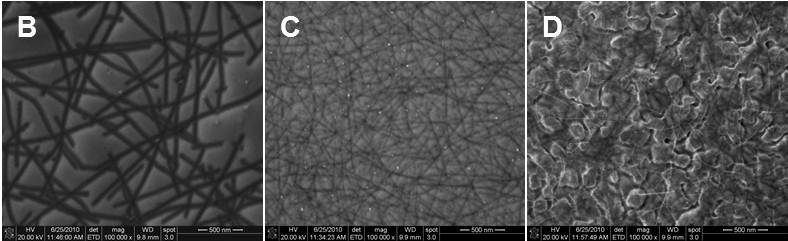 B
HV 6/25/2010 det mag WD spot
20.00 kV 11:46:00 AM ETD 100 000 x 9.8 mm 3.0
500 nm
C
HV 6/25/2010 det mag WD spot
20.00 kV 11:34:23 AM ETD 100 000 x 9.9 mm 3.0
500 nm
D
HV 6/25/2010 det mag WD spot
20.00 kV 11:57:49 AM ETD 100 000 x 9.9 mm 3.0
500 nm